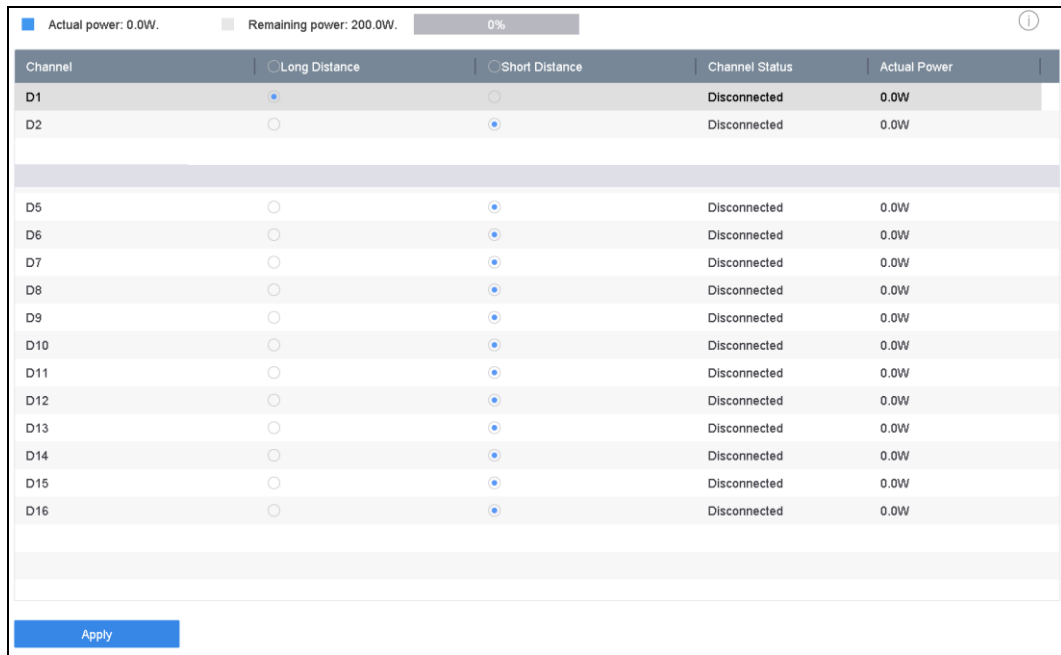 Actual power: 0.0W. Remaining power: 200.0W. 0%
Channel Long Distance Short Distance Channel Status Actual Power
D1 Disconnected 0.0W
D2 Disconnected 0.0W
D5 Disconnected 0.0W
D6 Disconnected 0.0W
D7 Disconnected 0.0W
D8 Disconnected 0.0W
D9 Disconnected 0.0W
D10 Disconnected 0.0W
D11 Disconnected 0.0W
D12 Disconnected 0.0W
D13 Disconnected 0.0W
D14 Disconnected 0.0W
D15 Disconnected 0.0W
D16 Disconnected 0.0W
Apply